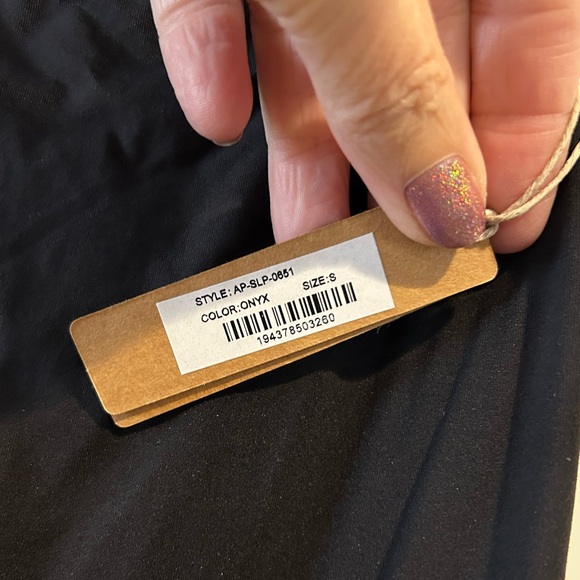 STYLE: AP-SLP-0651
COLOR:ONYX SIZE:S
194378503260